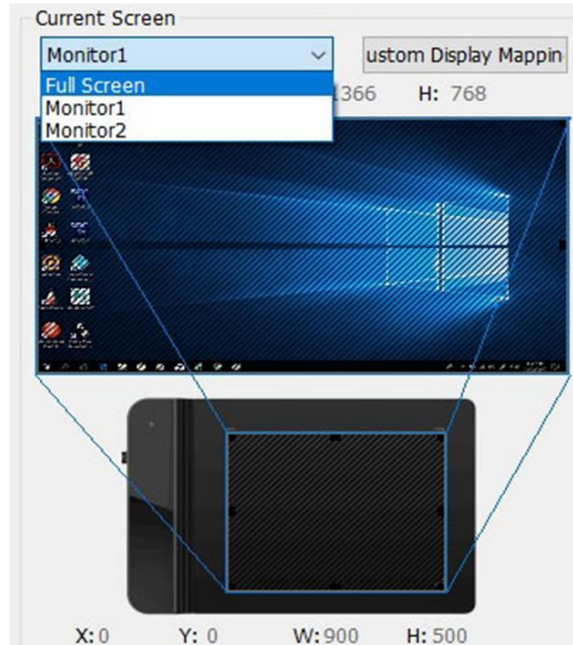 Current Screen
Monitor1
ustom Display Mappin
Full Screen
1366 H: 768
Monitor1
Monitor2
X: 0 Y: 0 W: 900 H: 500